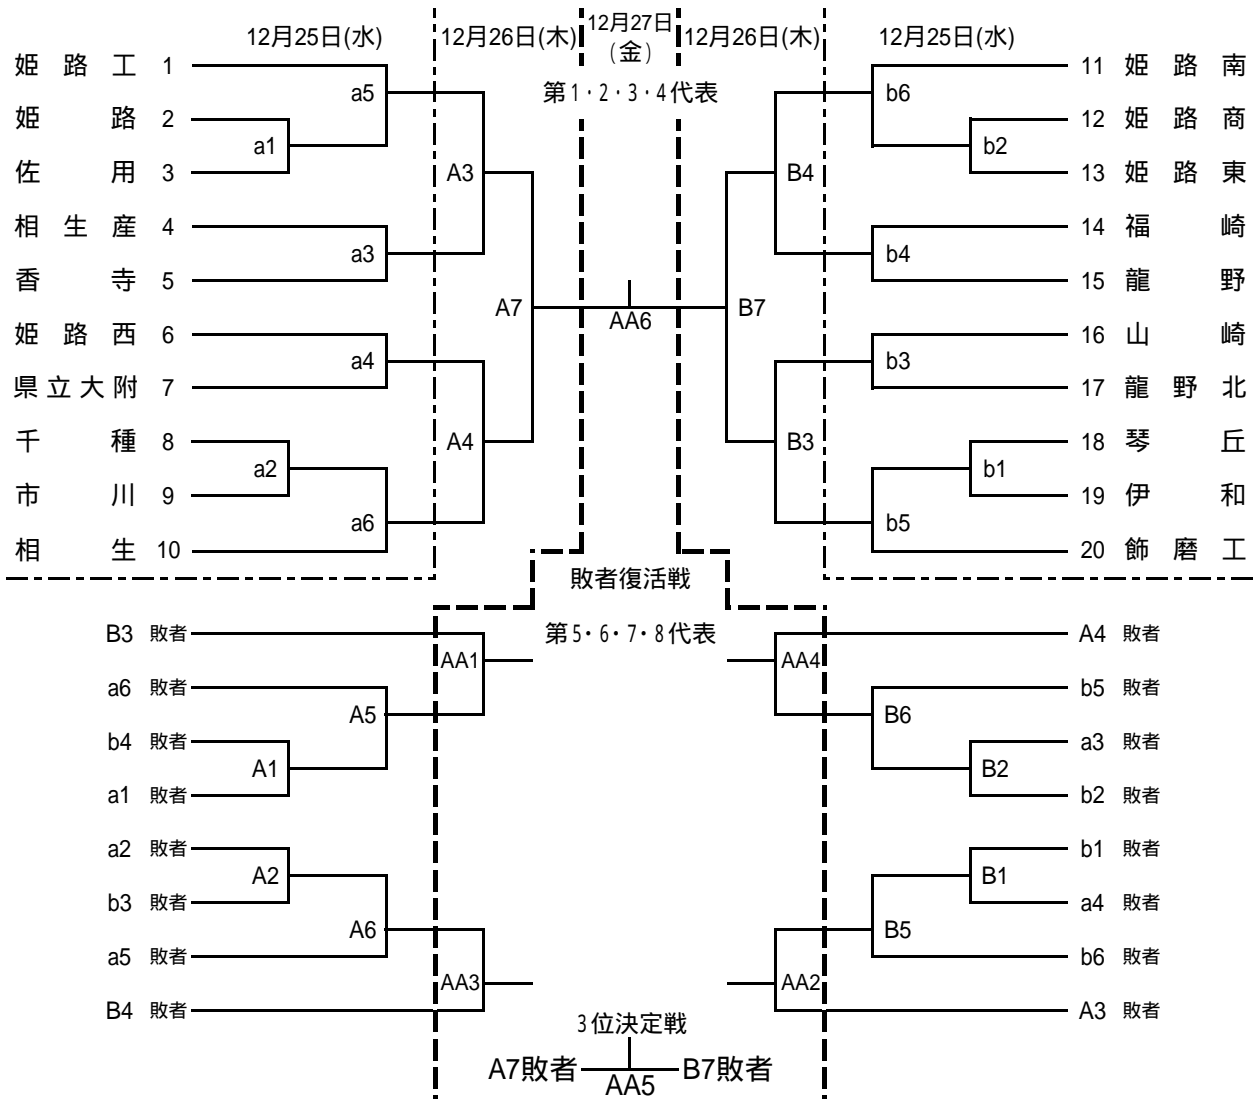 12月25日(水) 12月26日(木) 12月27日(金) 12月26日(木) 12月25日(水)
第1・2・3・4代表
姫路工 1
姫路 2
佐用 3
相生産 4
香寺 5
姫路西 6
県立大附 7
千種 8
市川 9
相生 10
a5
a1
a3
a4
a2
a6
A3
A4
A7
AA6
B7
B4
B3
b6
b2
b4
b3
b1
b5
11 姫路南
12 姫路商
13 姫路東
14 福崎
15 龍野
16 山崎
17 龍野北
18 琴丘
19 伊和
20 飾磨工
敗者復活戦
第5・6・7・8代表
B3 敗者
a6 敗者
b4 敗者
a1 敗者
a2 敗者
b3 敗者
a5 敗者
B4 敗者
AA1
A5
A1
A2
A6
AA3
AA4
B6
B2
B1
B5
AA2
A4 敗者
b5 敗者
a3 敗者
b2 敗者
b1 敗者
a4 敗者
b6 敗者
A3 敗者
3位決定戦
A7敗者 AA5 B7敗者